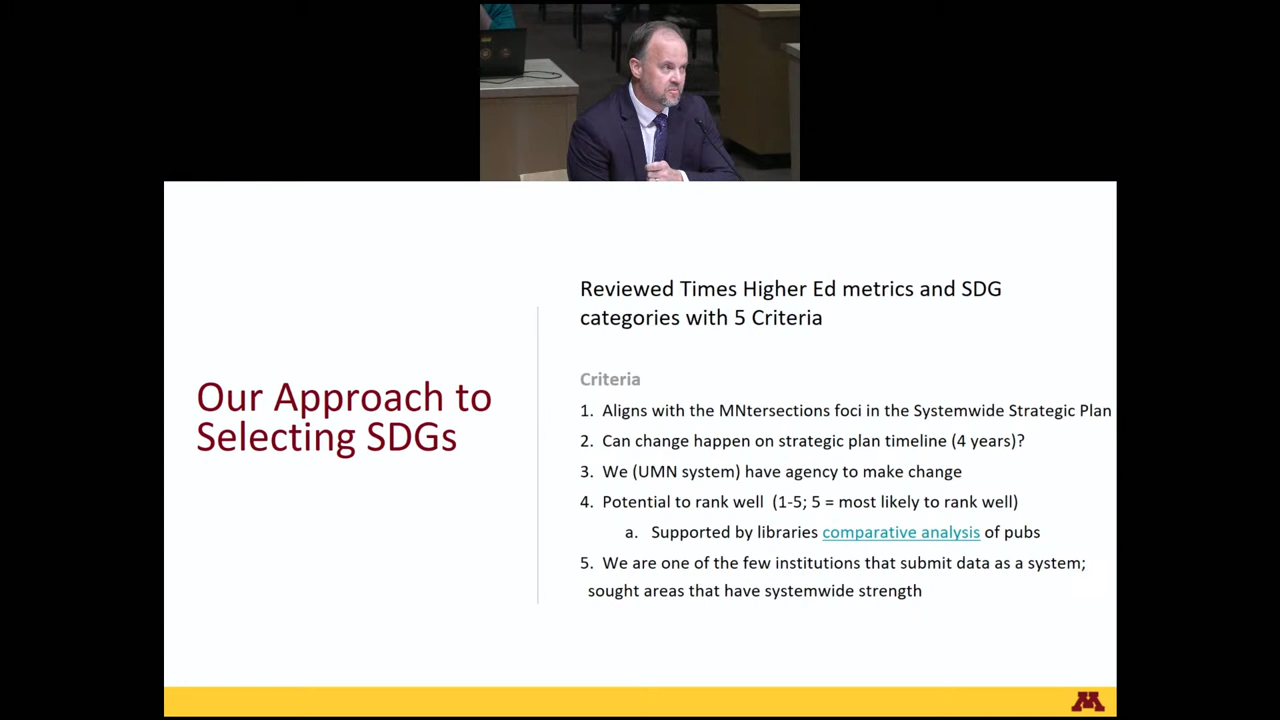 Reviewed Times Higher Ed metrics and SDG
categories with 5 Criteria
Our Approach to
Selecting SDGs
Criteria
1. Aligns with the MNtersections foci in the Systemwide Strategic Plan
2. Can change happen on strategic plan timeline (4 years)?
3. We (UMN system) have agency to make change
4. Potential to rank well (1-5; 5 = most likely to rank well)
a. Supported by libraries comparative analysis of pubs
5. We are one of the few institutions that submit data as a system;
sought areas that have systemwide strength
M